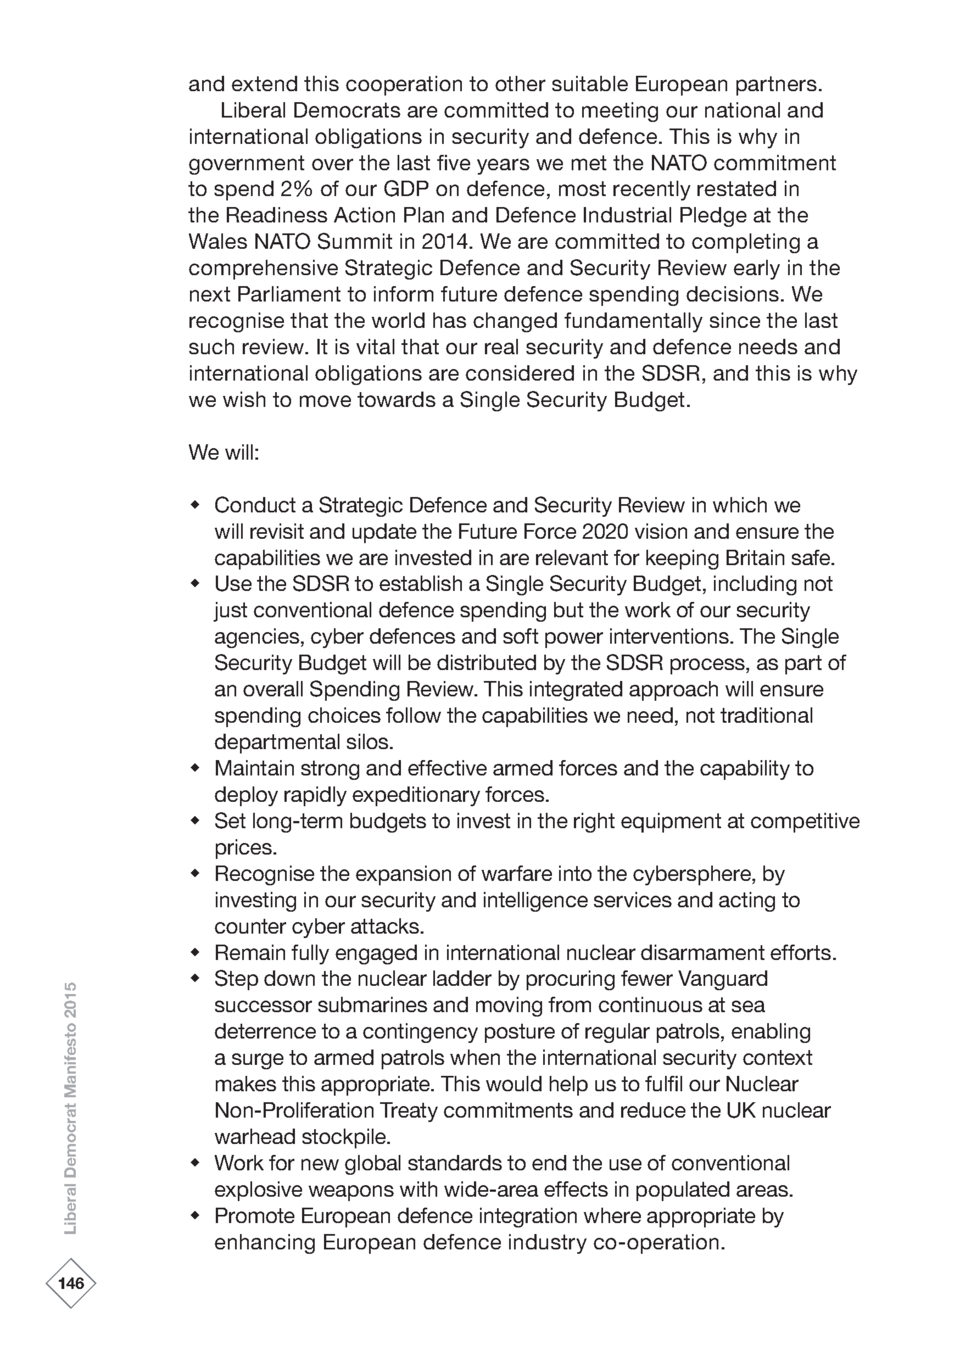 and extend this cooperation to other suitable European partners.
Liberal Democrats are committed to meeting our national and
international obligations in security and defence. This is why in
government over the last five years we met the NATO commitment
to spend 2% of our GDP on defence, most recently restated in
the Readiness Action Plan and Defence Industrial Pledge at the
Wales NATO Summit in 2014. We are committed to completing a
comprehensive Strategic Defence and Security Review early in the
next Parliament to inform future defence spending decisions. We
recognise that the world has changed fundamentally since the last
such review. It is vital that our real security and defence needs and
international obligations are considered in the SDSR, and this is why
we wish to move towards a Single Security Budget.
We will:
◆ Conduct a Strategic Defence and Security Review in which we
will revisit and update the Future Force 2020 vision and ensure the
capabilities we are invested in are relevant for keeping Britain safe.
◆ Use the SDSR to establish a Single Security Budget, including not
just conventional defence spending but the work of our security
agencies, cyber defences and soft power interventions. The Single
Security Budget will be distributed by the SDSR process, as part of
an overall Spending Review. This integrated approach will ensure
spending choices follow the capabilities we need, not traditional
departmental silos.
◆ Maintain strong and effective armed forces and the capability to
deploy rapidly expeditionary forces.
◆ Set long-term budgets to invest in the right equipment at competitive
prices.
◆ Recognise the expansion of warfare into the cybersphere, by
investing in our security and intelligence services and acting to
counter cyber attacks.
◆ Remain fully engaged in international nuclear disarmament efforts.
◆ Step down the nuclear ladder by procuring fewer Vanguard
successor submarines and moving from continuous at sea
deterrence to a contingency posture of regular patrols, enabling
a surge to armed patrols when the international security context
makes this appropriate. This would help us to fulfil our Nuclear
Non-Proliferation Treaty commitments and reduce the UK nuclear
warhead stockpile.
◆ Work for new global standards to end the use of conventional
explosive weapons with wide-area effects in populated areas.
◆ Promote European defence integration where appropriate by
enhancing European defence industry co-operation.
Liberal Democrat Manifesto 2015
146